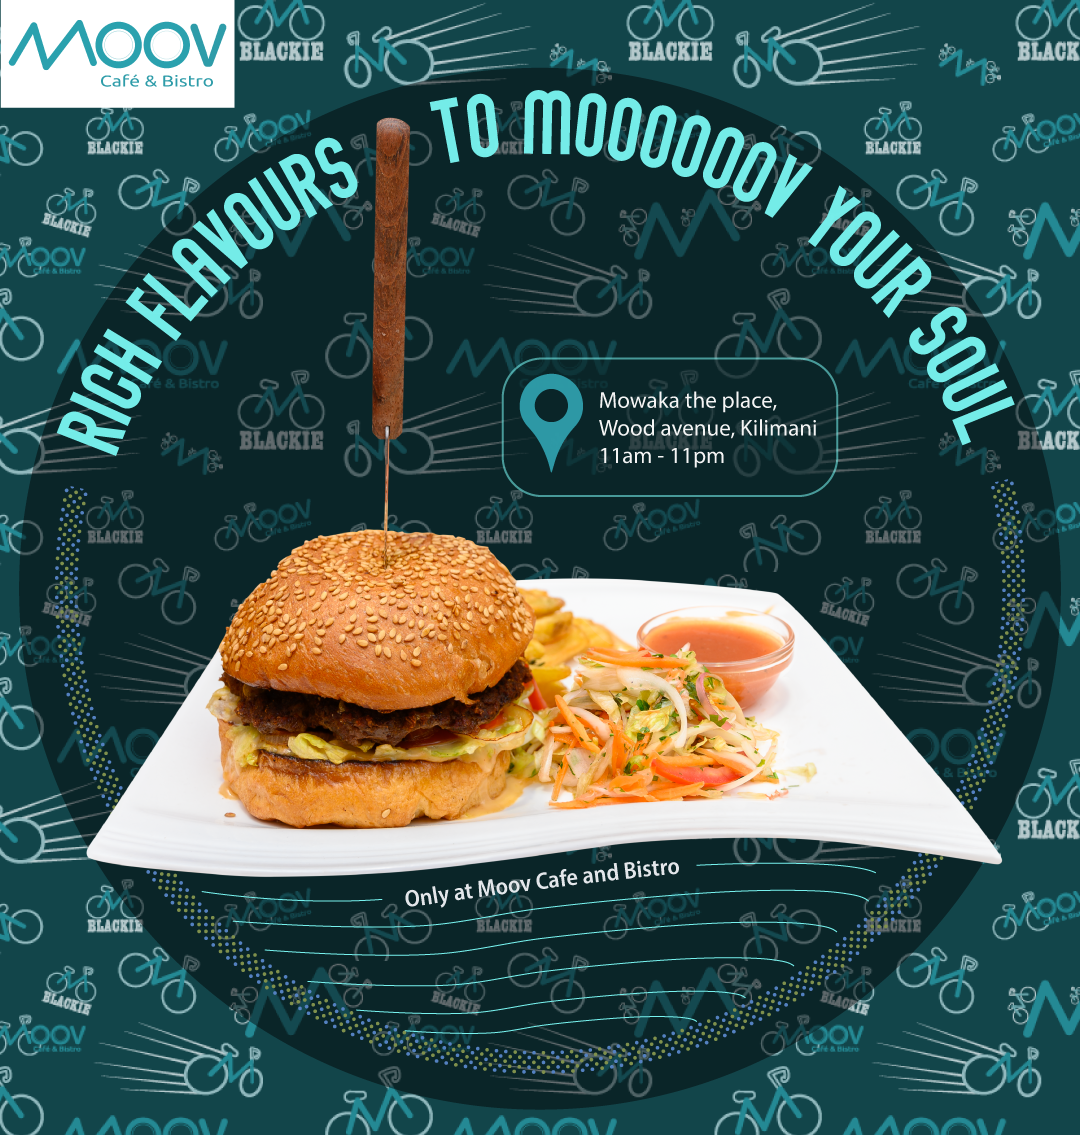 MOOV
Café & Bistro
RICH FLAVOURS TO MOOOOOOV YOUR SOUL
Mowaka the place,
Wood avenue, Kilimani
11am - 11pm
Only at Moov Cafe and Bistro
BLACKIE